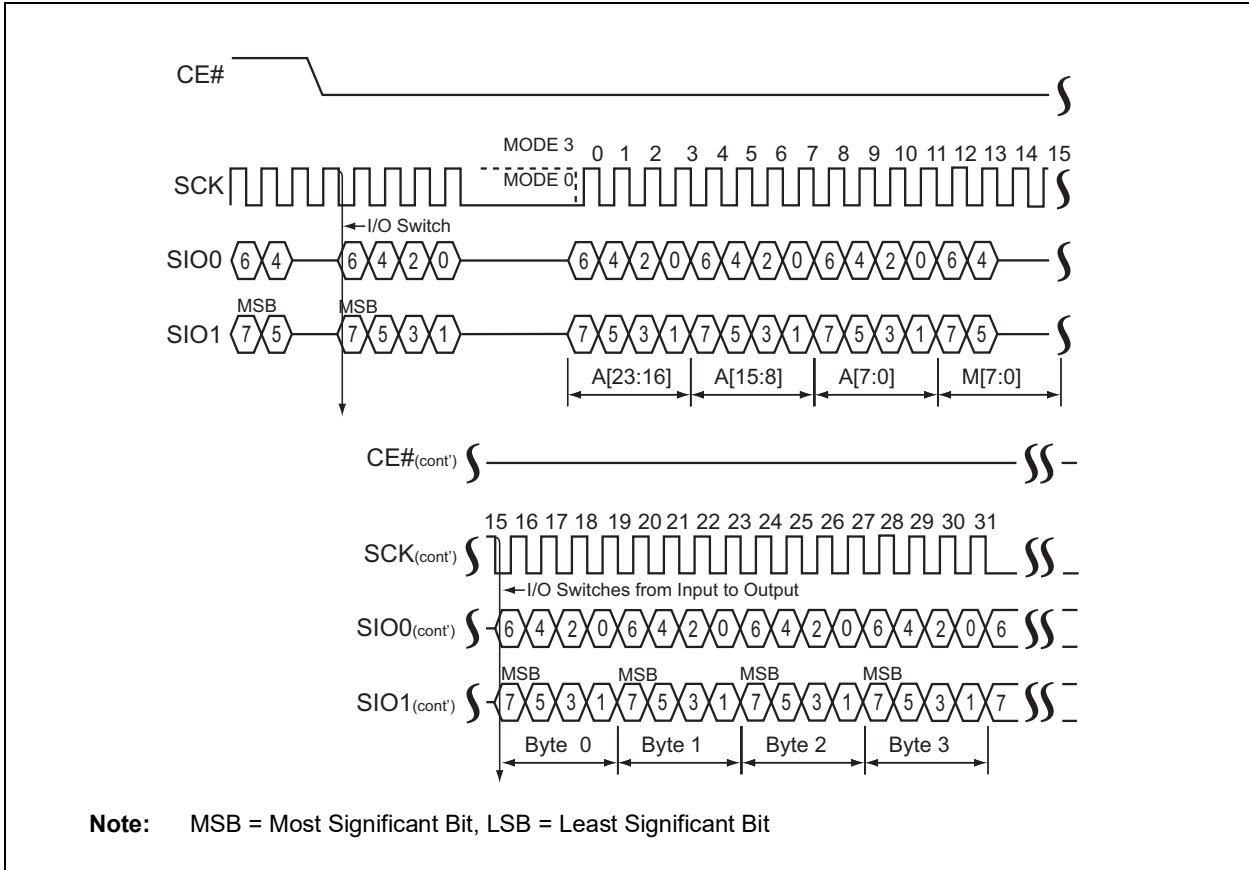 CE#
MODE 3
0 1 2 3 4 5 6 7 8 9 10 11 12 13 14 15
SCK
MODE 0
I/O Switch
SIO0 6 4 6 4 2 0 6 4 2 0 6 4 2 0 6 4 2 0 6 4
MSB MSB
SIO1 7 5 7 5 3 1 7 5 3 1 7 5 3 1 7 5 3 1 7 5
A[23:16] A[15:8] A[7:0] M[7:0]
CE#(cont')
15 16 17 18 19 20 21 22 23 24 25 26 27 28 29 30 31
SCK(cont')
I/O Switches from Input to Output
SIO0(cont') 6 4 2 0 6 4 2 0 6 4 2 0 6 4 2 0 6
MSB MSB MSB MSB
SIO1(cont') 7 5 3 1 7 5 3 1 7 5 3 1 7 5 3 1 7
Byte 0 Byte 1 Byte 2 Byte 3
Note: MSB = Most Significant Bit, LSB = Least Significant Bit